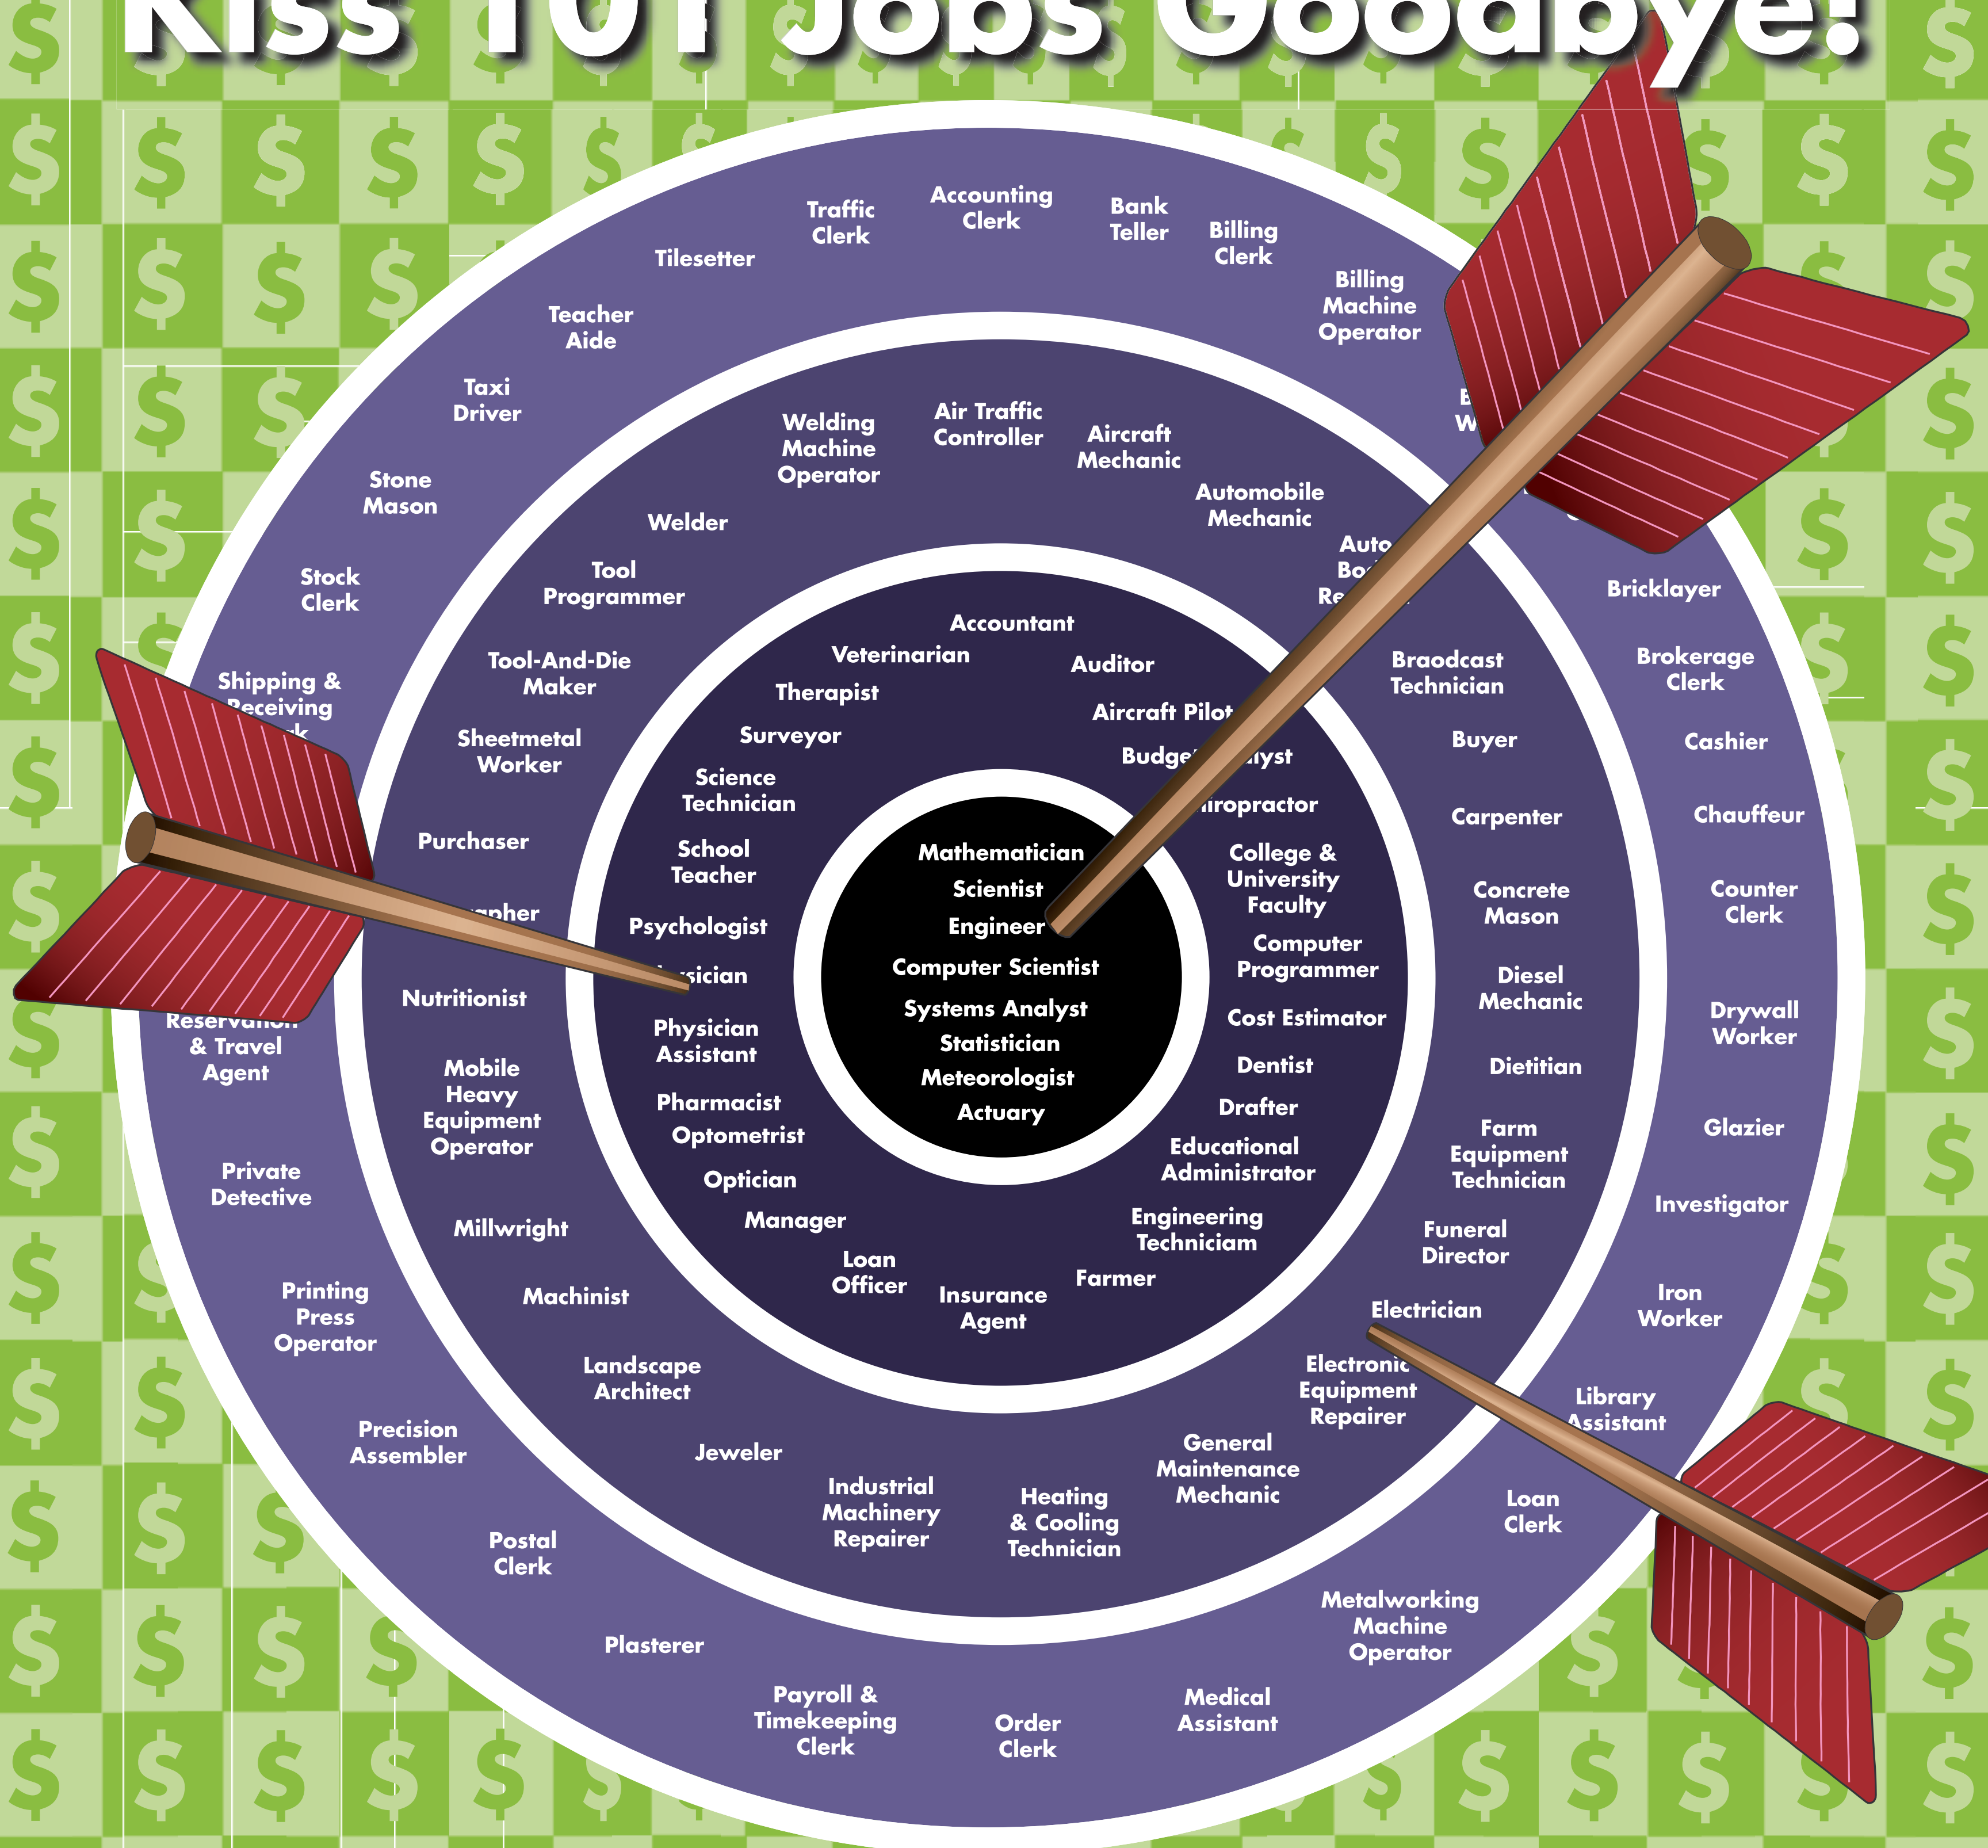 Kiss 101 Jobs Goodbye!
Accounting
Clerk
Bank
Teller
Billing
Clerk
Billing
Machine
Operator
Bricklayer
Brokerage
Clerk
Cashier
Chauffeur
Counter
Clerk
Drywall
Worker
Glazier
Investigator
Iron
Worker
Library
Assistant
Loan
Clerk
Metalworking
Machine
Operator
Medical
Assistant
Order
Clerk
Payroll &
Timekeeping
Clerk
Plasterer
Postal
Clerk
Precision
Assembler
Printing
Press
Operator
Private
Detective
Reservation
& Travel
Agent
Shipping &
Receiving
Stock
Clerk
Stone
Mason
Taxi
Driver
Teacher
Aide
Tilesetter
Traffic
Clerk
Air Traffic
Controller
Aircraft
Mechanic
Automobile
Mechanic
Auto
Braodcast
Technician
Buyer
Carpenter
Concrete
Mason
Diesel
Mechanic
Dietitian
Farm
Equipment
Technician
Funeral
Director
Electrician
Electronic
Equipment
Repairer
General
Maintenance
Mechanic
Heating
& Cooling
Technician
Industrial
Machinery
Repairer
Jeweler
Landscape
Architect
Machinist
Millwright
Mobile
Heavy
Equipment
Operator
Nutritionist
Purchaser
Sheetmetal
Worker
Tool-And-Die
Maker
Tool
Programmer
Welder
Welding
Machine
Operator
Accountant
Auditor
Aircraft Pilot
College &
University
Faculty
Computer
Programmer
Cost Estimator
Dentist
Drafter
Educational
Administrator
Engineering
Techniciam
Farmer
Insurance
Agent
Loan
Officer
Manager
Optician
Optometrist
Pharmacist
Physician
Assistant
Psychologist
School
Teacher
Science
Technician
Surveyor
Therapist
Veterinarian
Mathematician
Scientist
Engineer
Computer Scientist
Systems Analyst
Statistician
Meteorologist
Actuary